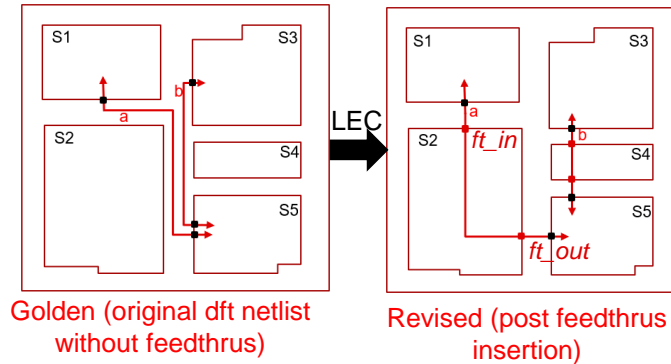 S1
S3
b
a
S2
S4
S5
LEC
S1
S3
a
S2
ft_in
b
S4
S5
ft_out
Golden (original dft netlist
without feedthrus)
Revised (post feedthrus
insertion)